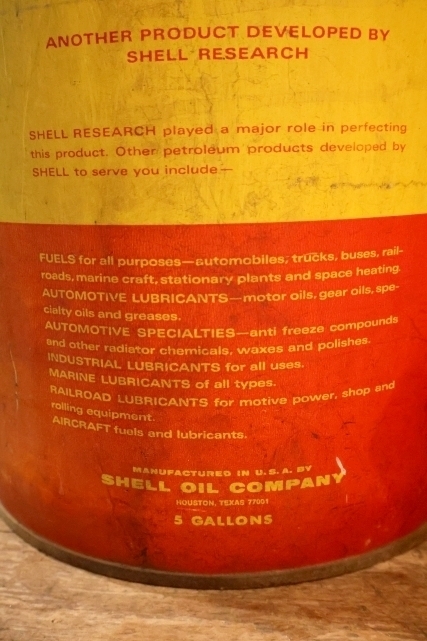 ANOTHER PRODUCT DEVELOPED BY
SHELL RESEARCH
SHELL RESEARCH played a major role in perfecting
this product. Other petroleum products developed by
SHELL to serve you include—
FUELS for all purposes—automobiles, trucks, buses, rail-
roads, marine craft, stationary plants and space heating.
AUTOMOTIVE LUBRICANTS—motor oils, gear oils, spe-
cialty oils and greases.
AUTOMOTIVE SPECIALTIES—anti freeze compounds
and other radiator chemicals, waxes and polishes.
INDUSTRIAL LUBRICANTS for all uses.
MARINE LUBRICANTS of all types.
RAILROAD LUBRICANTS for motive power, shop and
rolling equipment.
AIRCRAFT fuels and lubricants.
MANUFACTURED IN U.S.A. BY
SHELL OIL COMPANY
HOUSTON, TEXAS 77001
5 GALLONS